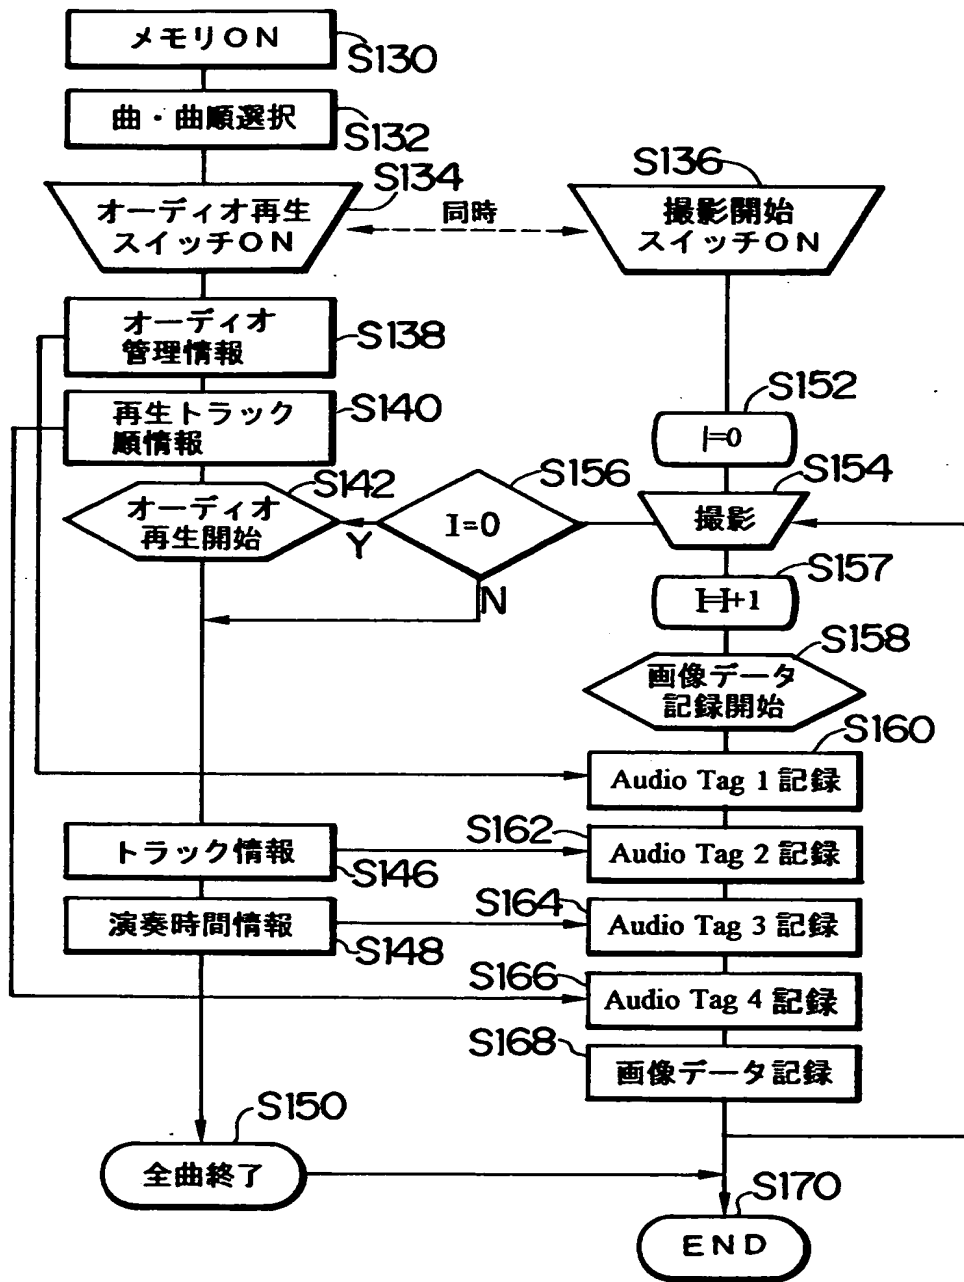 メモリON
S130
曲・曲順選択
S132
S134
オーディオ再生
スイッチON
同時
S136
撮影開始
スイッチON
オーディオ
管理情報
S138
再生トラック
順情報
S140
S152
I=0
S142
オーディオ
再生開始
S156
I=0
Y
N
S154
撮影
S157
I=I+1
S158
画像データ
記録開始
S160
Audio Tag 1 記録
トラック情報
S146
S162
Audio Tag 2 記録
演奏時間情報
S148
S164
Audio Tag 3 記録
S166
Audio Tag 4 記録
S168
画像データ記録
S150
全曲終了
S170
END